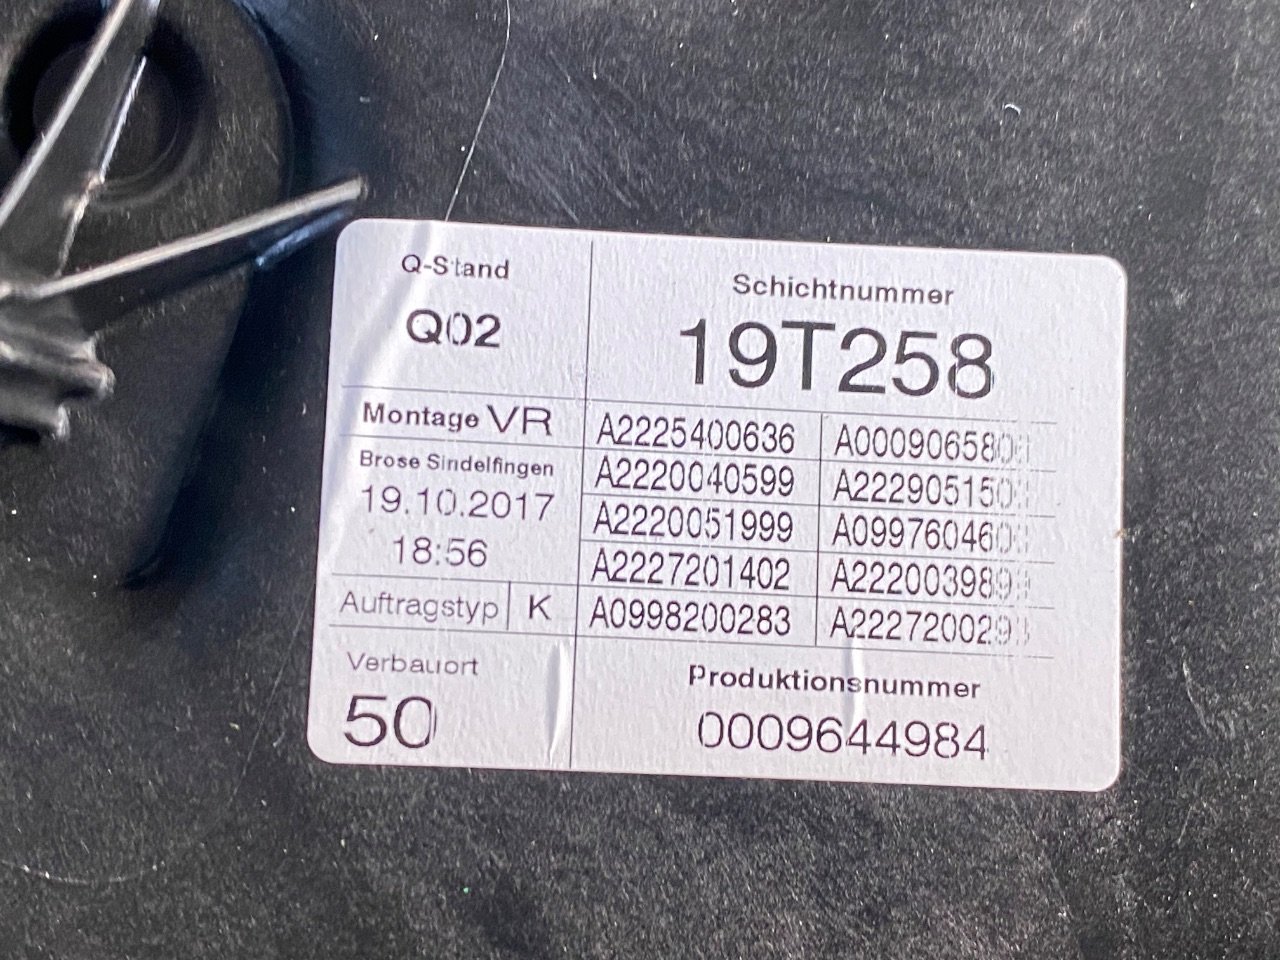 Q-Stand
Q02
Schichtnummer
19T258
Montage VR
Brose Sindelfingen
19.10.2017
18:56
Auftragstyp K
A2225400636
A2220040599
A2220051999
A2227201402
A0998200283
Verbauort
50
Produktionsnummer
0009644984